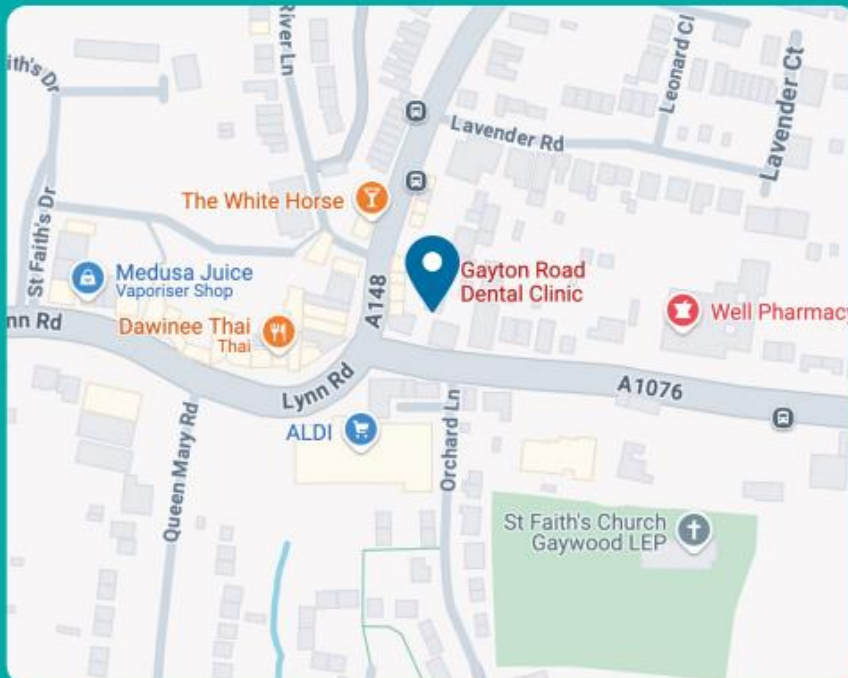 River Ln
ith's Dr
Leonard Cl
Lavender Ct
Lavender Rd
The White Horse
St Faith's Dr
Medusa Juice
Vaporiser Shop
A148
Gayton Road
Dental Clinic
Well Pharmacy
nn Rd
Dawinee Thai
Thai
Lynn Rd
A1076
ALDI
Orchard Ln
Queen Mary Rd
St Faith's Church
Gaywood LEP